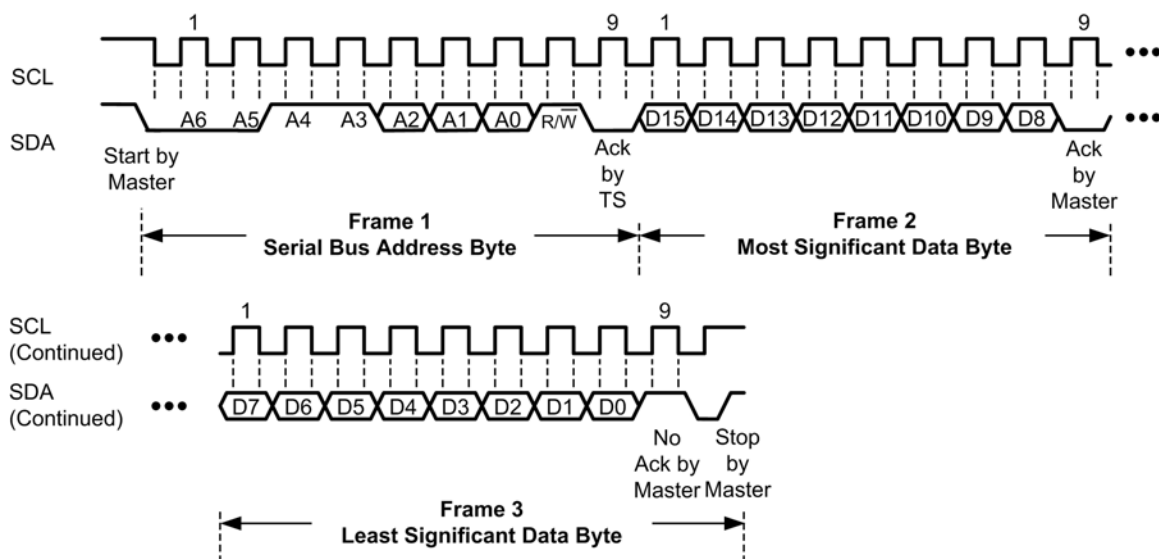 1 9 1 9
SCL
A6 A5 A4 A3 A2 A1 A0 R/W̅ D15 D14 D13 D12 D11 D10 D9 D8
SDA
Start by
Master
Ack
by
TS
Ack
by
Master
Frame 1
Serial Bus Address Byte
Frame 2
Most Significant Data Byte
1 9
SCL
(Continued)
SDA
(Continued)
D7 D6 D5 D4 D3 D2 D1 D0
No
Ack by
Master
Stop
by
Master
Frame 3
Least Significant Data Byte